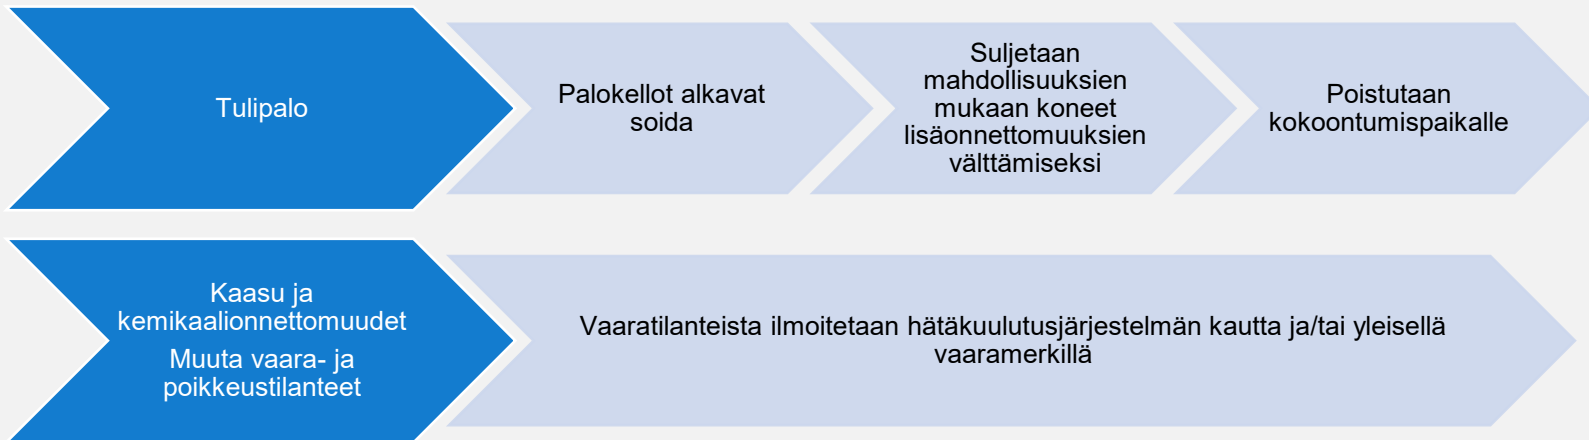 Tulipalo
Palokellot alkavat
soida
Suljetaan
mahdollisuuksien
mukaan koneet
lisäonnettomuuksien
välttämiseksi
Poistutaan
kokoontumispaikalle
Kaasu ja
kemikaalionnettomuudet
Muuta vaara- ja
poikkeustilanteet
Vaaratilanteista ilmoitetaan hätäkuulutusjärjestelmän kautta ja/tai yleisellä
vaaramerkillä